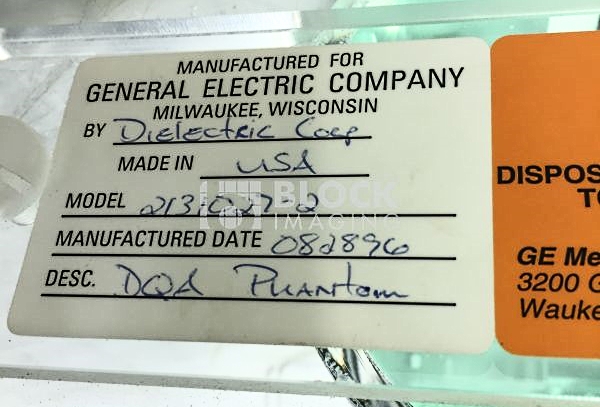 MANUFACTURED FOR
GENERAL ELECTRIC COMPANY
MILWAUKEE, WISCONSIN
BY Dielectric Corp
MADE IN USA
MODEL 2131027-2
MANUFACTURED DATE 082896
DESC. DQA Phantom
BLOCK
IMAGING
DISPOS
TO
GE Me
3200 G
Wauke